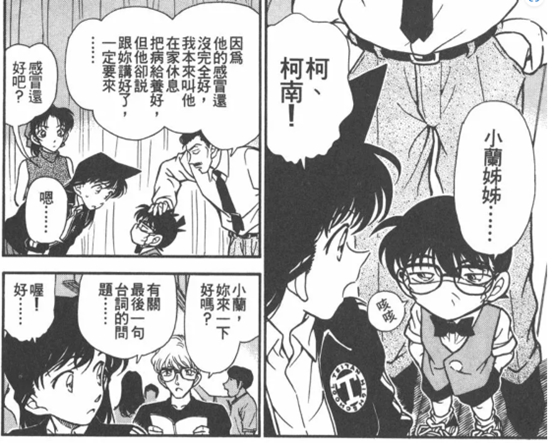 柯、
柯南！
小蘭姊姊……
咳
咳
因為
他的感冒還
沒完全好，
我本來叫他
在家休息
把病給養好，
但他卻說
跟妳講好了，
一定要來
……
感冒還
好吧？
嗯……
小蘭，
妳來一下
好嗎？
有關
最後一句
台詞的問
題……
喔！
好……